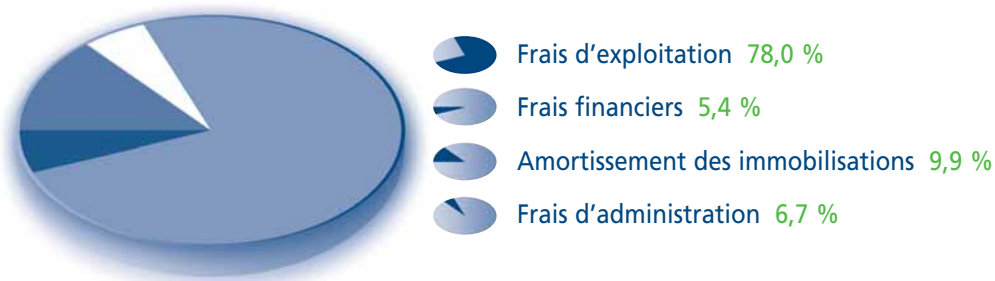 Frais d'exploitation 78,0 %
Frais financiers 5,4 %
Amortissement des immobilisations 9,9 %
Frais d'administration 6,7 %